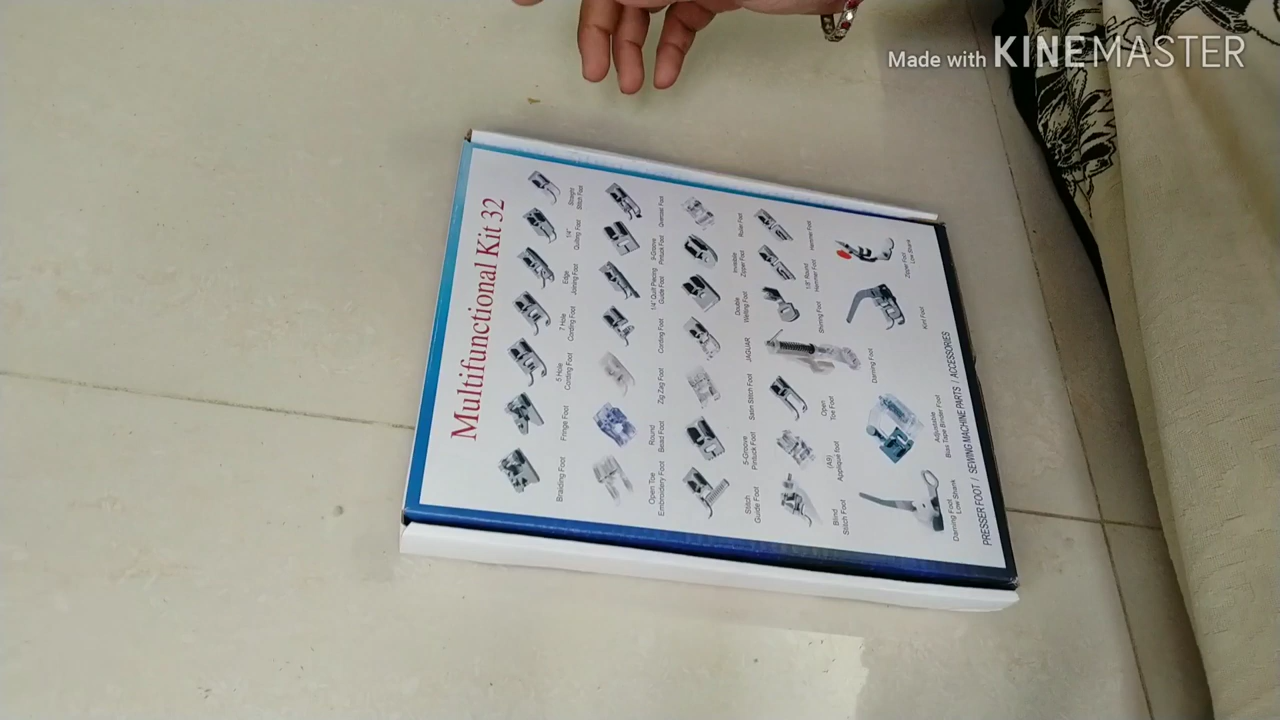 Made with KINEMASTER
Multifunctional Kit 32
Braiding Foot
Fringe Foot
5 Hole
Cording Foot
7 Hole
Cording Foot
Edge
Joining Foot
1/4"
Quilting Foot
Straight
Stitch Foot
Open Toe
Embroidery Foot
Round
Bead Foot
Zig Zag Foot
Cording Foot
1/4" Quilt Piecing
Guide Foot
9-Groove
Pintuck Foot
Overcast Foot
Stitch
Guide Foot
5-Groove
Pintuck Foot
Satin Stitch Foot
JAGUAR
Double
Welting Foot
Invisible
Zipper Foot
Roller Foot
Blind
Stitch Foot
(A9)
Appliqué foot
Open
Toe Foot
Darning Foot
Shirring Foot
1/8" Round
Hemmer Foot
Hemmer Foot
Darning Foot
Low Shank
Adjustable
Bias Tape Binder Foot
Knit Foot
Zipper Foot
Low Shank
PRESSER FOOT / SEWING MACHINE PARTS / ACCESSORIES